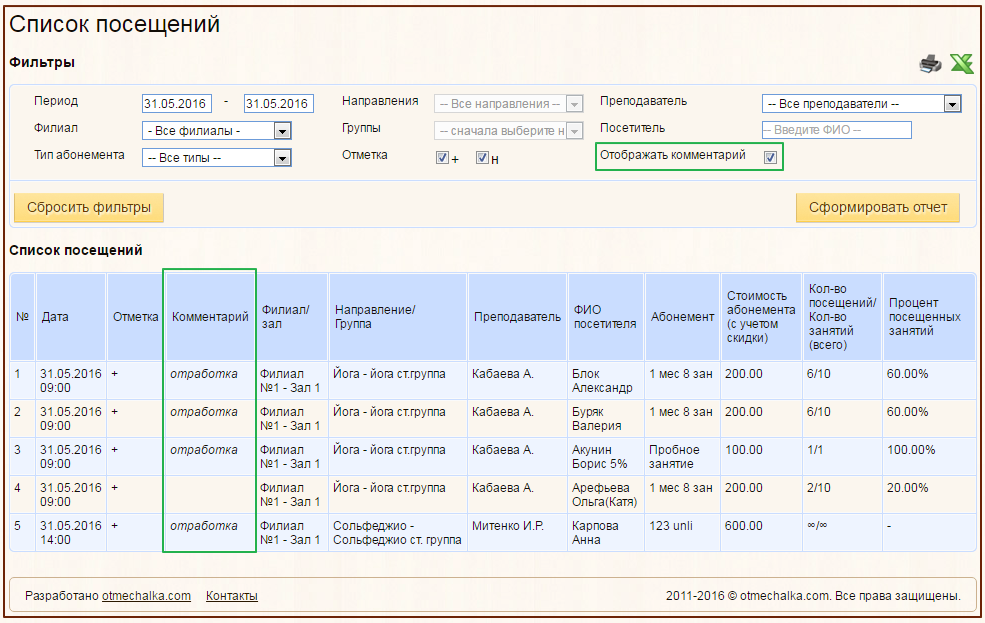 Список посещений
Фильтры
Период 31.05.2016 - 31.05.2016 Направления -- Все направления -- Преподаватель -- Все преподаватели --
Филиал - Все филиалы - Группы -- сначала выберите н Посетитель -- Введите ФИО --
Тип абонемента -- Все типы -- Отметка + н Отображать комментарий
Сбросить фильтры Сформировать отчет
Список посещений
№ Дата Отметка Комментарий Филиал/ зал Направление/ Группа Преподаватель ФИО посетителя Абонемент Стоимость абонемента (с учетом скидки) Кол-во посещений/ Кол-во занятий (всего) Процент посещенных занятий
1 31.05.2016 + отработка Филиал Йога - йога ст.группа Кабаева А. Блок 1 мес 8 зан 200.00 6/10 60.00%
09:00 №1 - Зал 1 Александр
2 31.05.2016 + отработка Филиал Йога - йога ст.группа Кабаева А. Буряк 1 мес 8 зан 200.00 6/10 60.00%
09:00 №1 - Зал 1 Валерия
3 31.05.2016 + отработка Филиал Йога - йога ст.группа Кабаева А. Акунин Пробное 100.00 1/1 100.00%
09:00 №1 - Зал 1 Борис 5% занятие
4 31.05.2016 + Филиал Йога - йога ст.группа Кабаева А. Арефьева 1 мес 8 зан 200.00 2/10 20.00%
09:00 №1 - Зал 1 Ольга(Катя)
5 31.05.2016 + отработка Филиал Сольфеджио - Митенко И.Р. Карпова 123 unli 600.00 ∞/∞ -
14:00 №1 - Зал 1 Сольфеджио ст. группа Анна
Разработано otmechalka.com Контакты 2011-2016 © otmechalka.com. Все права защищены.